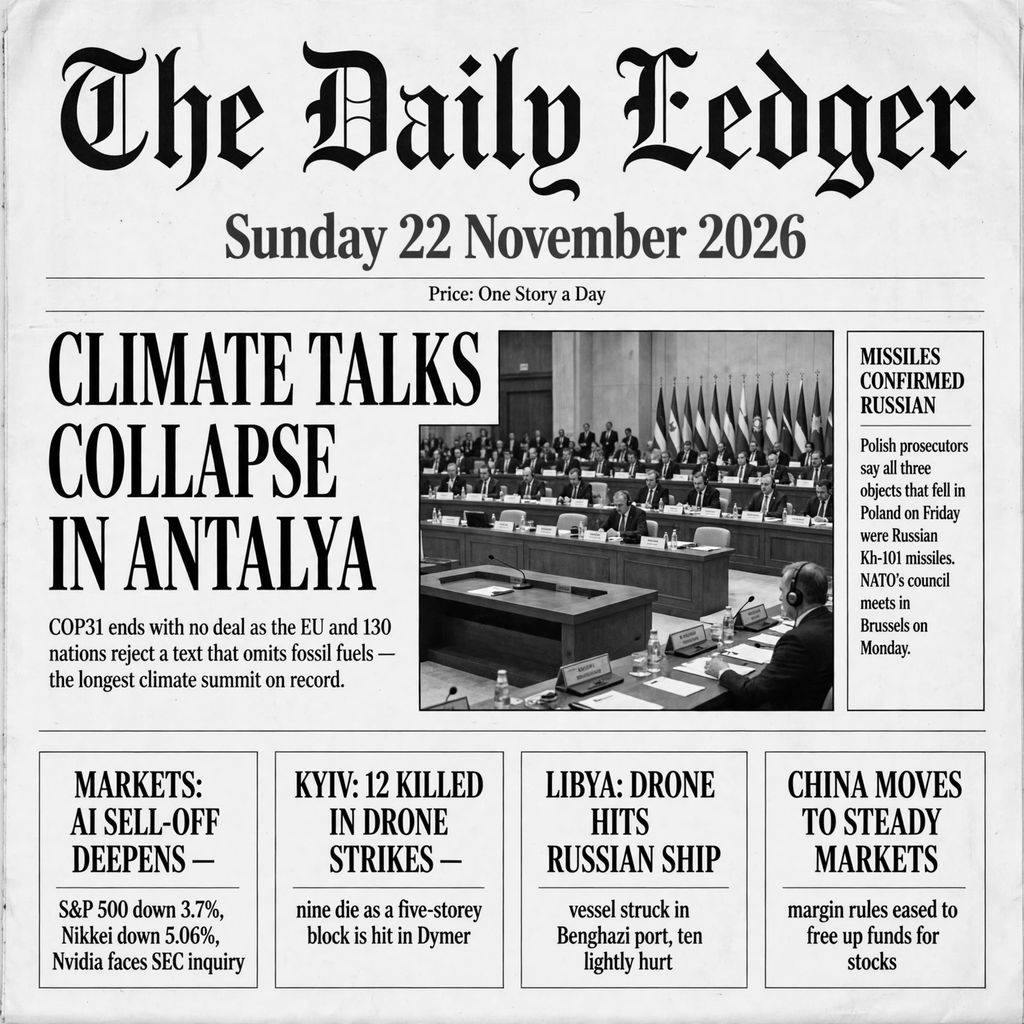 The Daily Ledger
Sunday 22 November 2026
Price: One Story a Day
CLIMATE TALKS
COLLAPSE
IN ANTALYA
COP31 ends with no deal as the EU and 130
nations reject a text that omits fossil fuels —
the longest climate summit on record.
MISSILES
CONFIRMED
RUSSIAN
Polish prosecutors
say all three
objects that fell in
Poland on Friday
were Russian
Kh-101 missiles.
NATO’s council
meets in
Brussels on
Monday.
MARKETS:
AI SELL-OFF
DEEPENS —
S&P 500 down 3.7%,
Nikkei down 5.06%,
Nvidia faces SEC inquiry
KYIV: 12 KILLED
IN DRONE
STRIKES —
nine die as a five-storey
block is hit in Dymer
LIBYA: DRONE
HITS
RUSSIAN SHIP
vessel struck in
Benghazi port, ten
lightly hurt
CHINA MOVES
TO STEADY
MARKETS
margin rules eased to
free up funds for
stocks